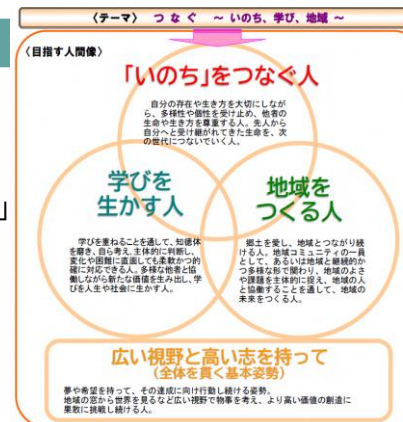 〈テーマ〉 つなぐ ～ いのち、学び、地域 ～
〈目指す人間像〉
「いのち」をつなぐ人
自分の存在や生き方を大切にしなが
ら、多様性や個性を受け止め、他者の
生命や生き方を尊重する人。先人から
自分へと受け継がれてきた生命を、次
の世代につないでいく人。
学びを
生かす人
学びを重ねることを通して、知徳体
を磨き、自ら考え、主体的に判断し、
変化や困難に直面しても柔軟かつ的
確に対応できる人。多様な他者と協
働しながら新たな価値を生み出し、学
びを人生や社会に生かす人。
地域を
つくる人
郷土を愛し、地域とつながり続
ける人。地域コミュニティの一員
として、あるいは地域と継続的か
つ多様な形で関わり、地域のよさ
や課題を主体的に捉え、地域の人
と協働することを通して、地域の
未来をつくる人。
」
広い視野と高い志を持って
（全体を貫く基本姿勢）
夢や希望を持って、その達成に向け行動し続ける姿勢。
地域の窓から世界を見るなど広い視野で物事を考え、より高い価値の創造に
果敢に挑戦し続ける人。